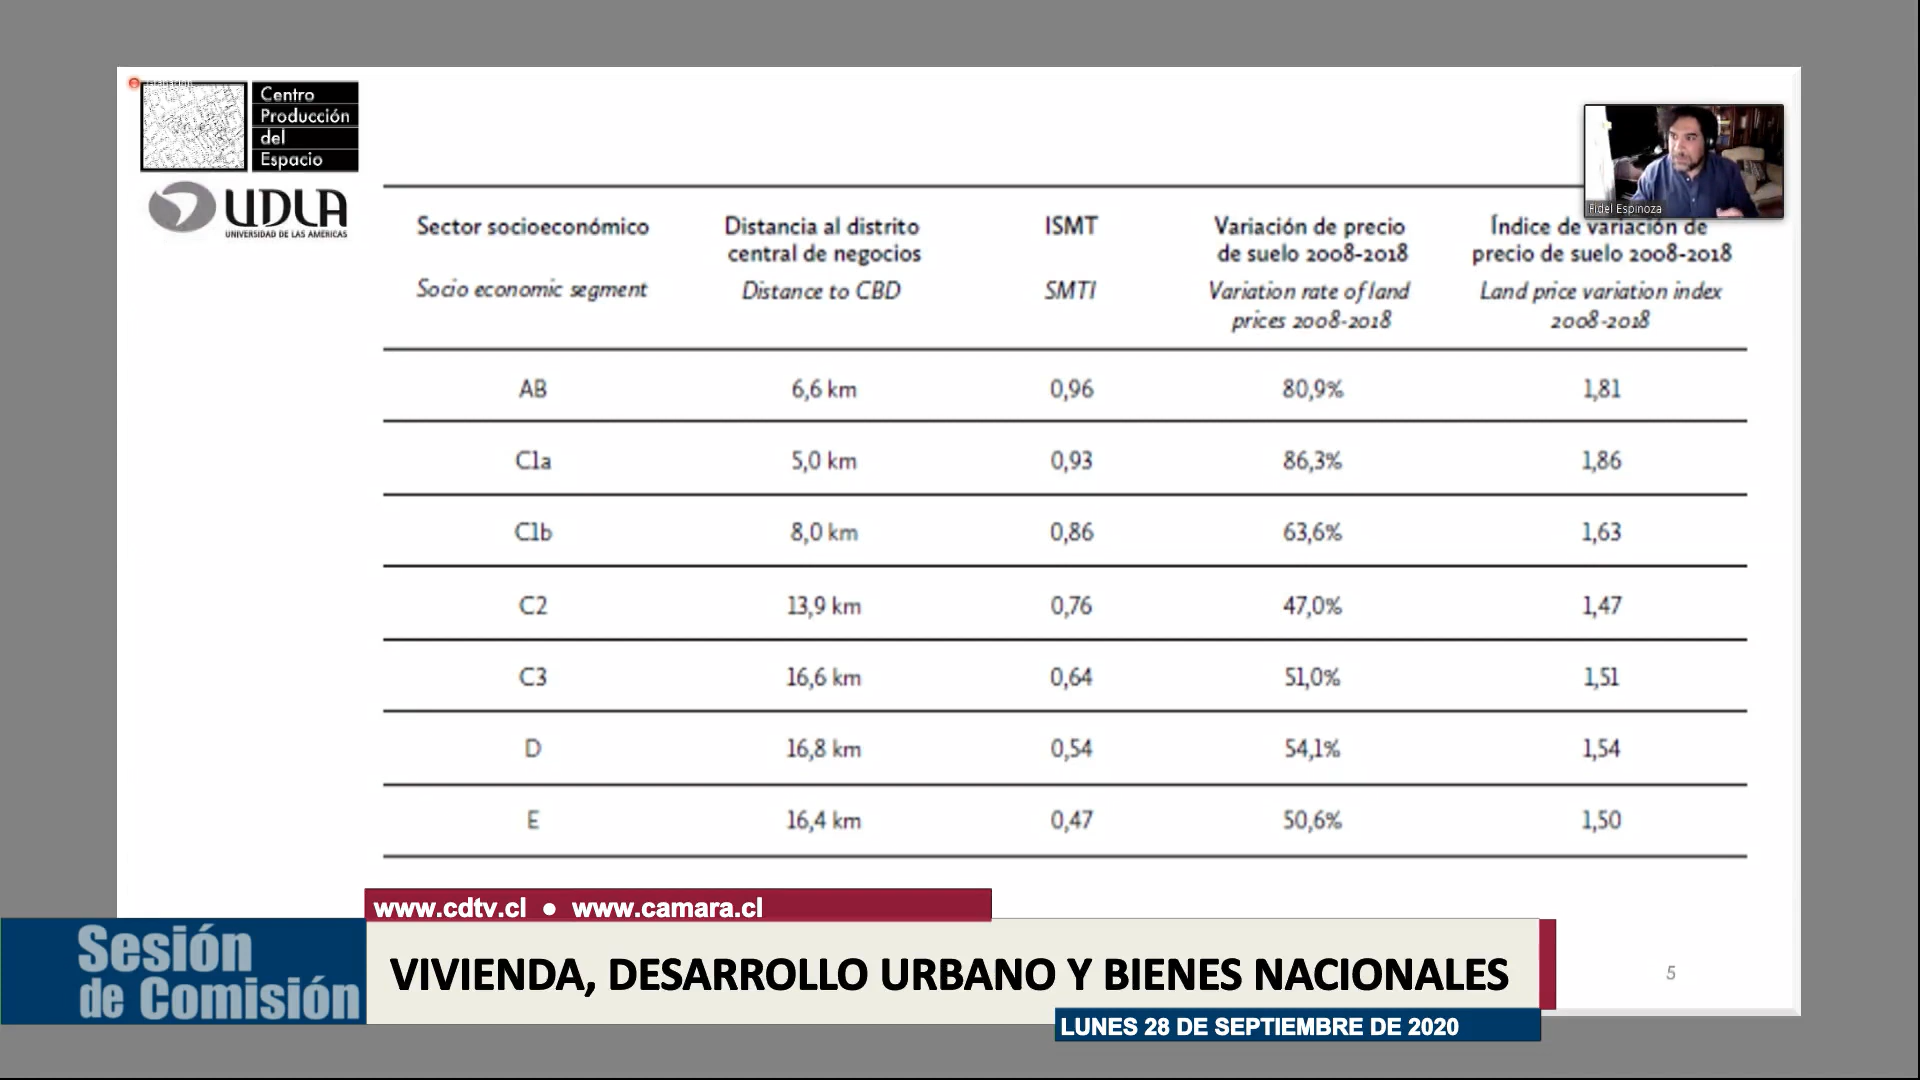 Grabación
Centro
Producción
del
Espacio
UDLA
UNIVERSIDAD DE LAS AMÉRICAS
Fidel Espinoza
Sector socioeconómico
Socio economic segment
Distancia al distrito
central de negocios
Distance to CBD
ISMT
SMTI
Variación de precio
de suelo 2008-2018
Variation rate of land
prices 2008-2018
Índice de variación de
precio de suelo 2008-2018
Land price variation index
2008-2018
AB 6,6 km 0,96 80,9% 1,81
C1a 5,0 km 0,93 86,3% 1,86
C1b 8,0 km 0,86 63,6% 1,63
C2 13,9 km 0,76 47,0% 1,47
C3 16,6 km 0,64 51,0% 1,51
D 16,8 km 0,54 54,1% 1,54
E 16,4 km 0,47 50,6% 1,50
www.cdtv.cl ● www.camara.cl
Sesión
de Comisión
VIVIENDA, DESARROLLO URBANO Y BIENES NACIONALES
5
LUNES 28 DE SEPTIEMBRE DE 2020